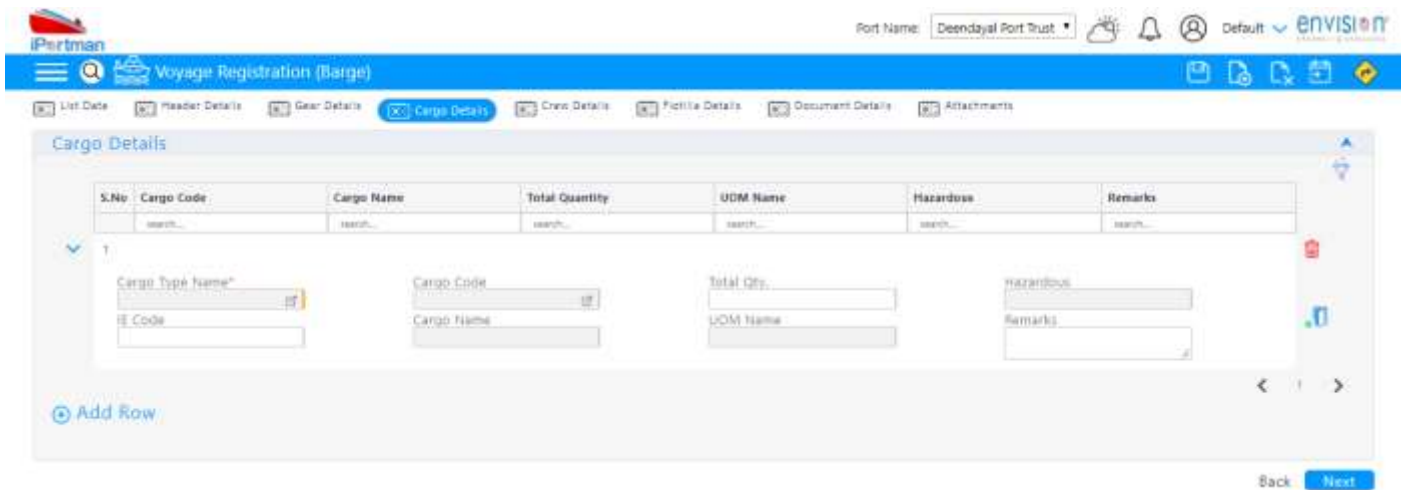 iPortman
Port Name: Deendayal Port Trust
Default
envision
Voyage Registration (Barge)
List Data Header Details Gear Details Cargo Details Crew Details Flotilla Details Document Details Attachments
Cargo Details
S.No Cargo Code Cargo Name Total Quantity UOM Name Hazardous Remarks
search... search... search... search... search... search...
1
Cargo Type Name* Cargo Code Total Qty. Hazardous
IE Code Cargo Name UOM Name Remarks
1
Add Row
Back Next